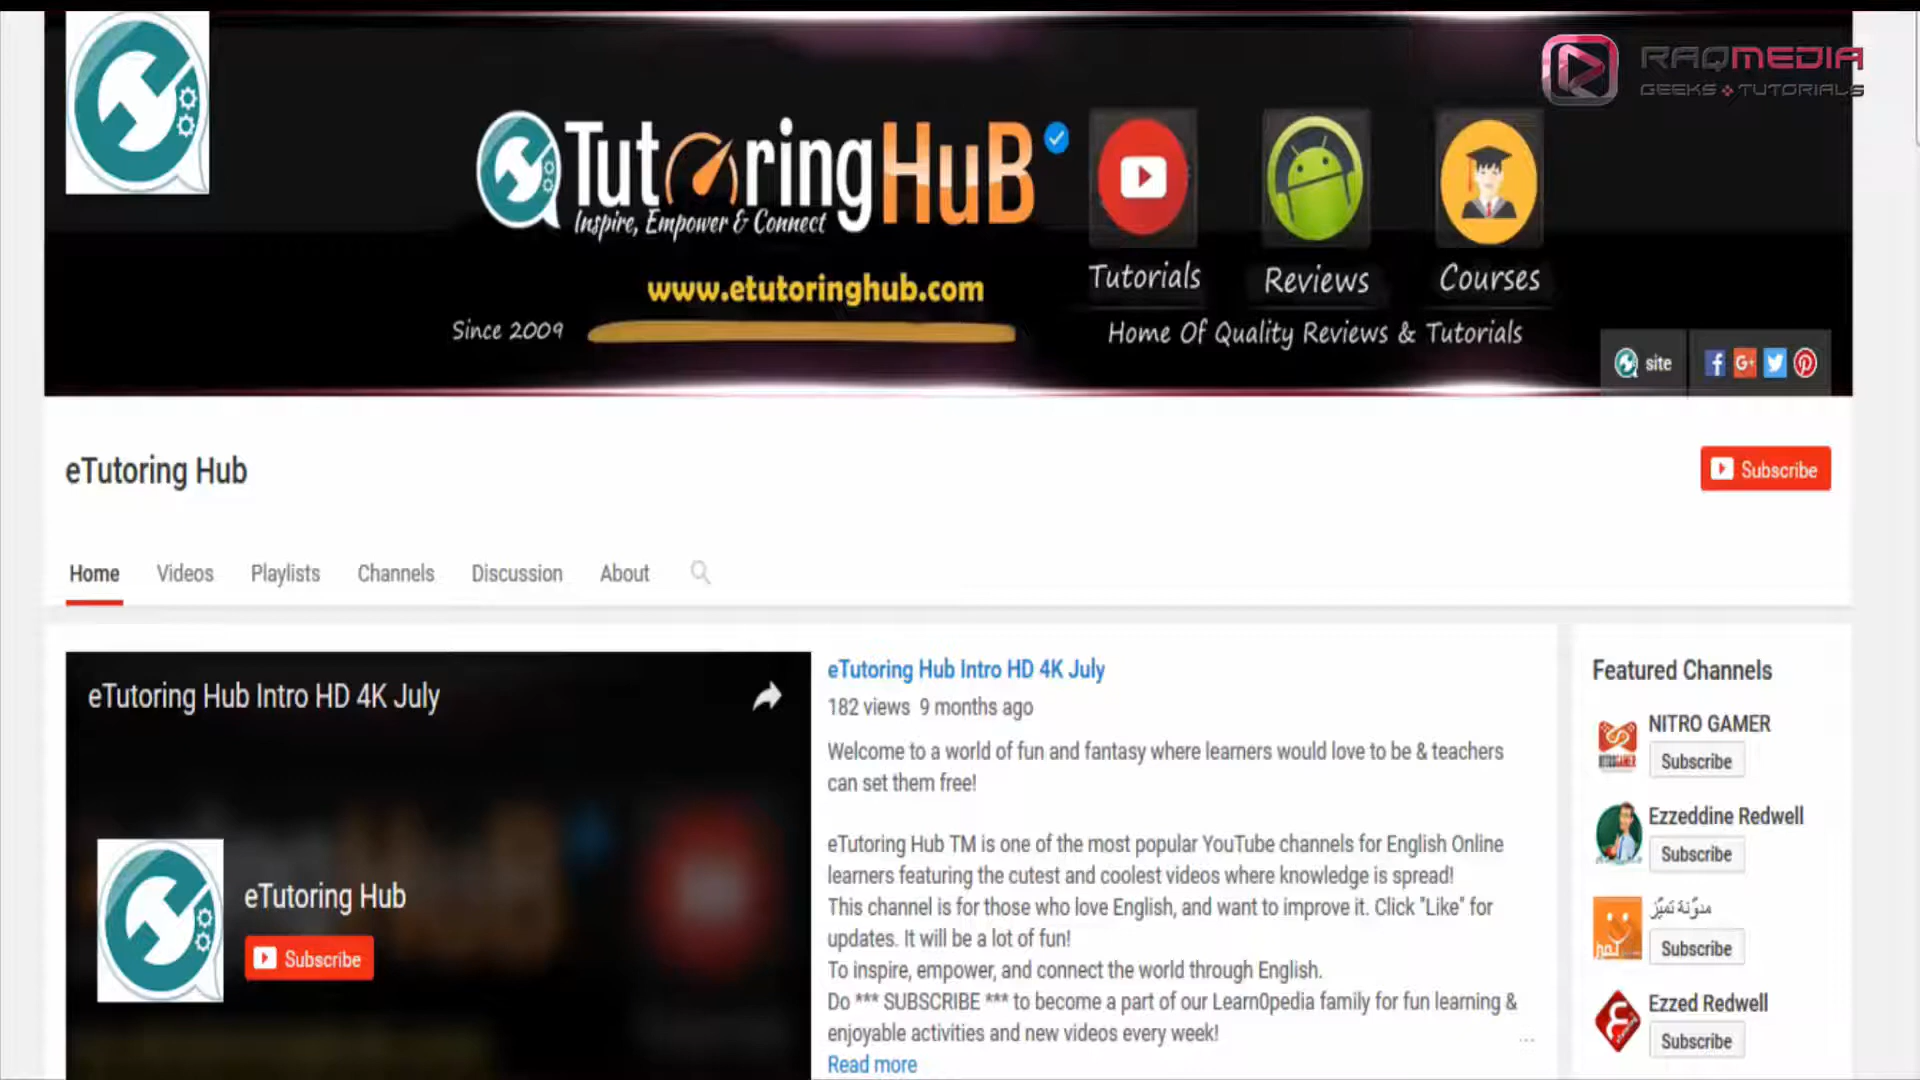 RAQMEDIA
GEEKS TUTORIALS
TutoringHuB
Inspire, Empower & Connect
www.etutoringhub.com
Since 2009
Tutorials
Reviews
Courses
Home Of Quality Reviews & Tutorials
site
eTutoring Hub
Subscribe
Home Videos Playlists Channels Discussion About
eTutoring Hub Intro HD 4K July
eTutoring Hub
Subscribe
eTutoring Hub Intro HD 4K July
182 views 9 months ago
Welcome to a world of fun and fantasy where learners would love to be & teachers
can set them free!
eTutoring Hub TM is one of the most popular YouTube channels for English Online
learners featuring the cutest and coolest videos where knowledge is spread!
This channel is for those who love English, and want to improve it. Click "Like" for
updates. It will be a lot of fun!
To inspire, empower, and connect the world through English.
Do *** SUBSCRIBE *** to become a part of our Learn0pedia family for fun learning &
enjoyable activities and new videos every week!
...
Read more
Featured Channels
NITRO GAMER
Subscribe
Ezzeddine Redwell
Subscribe
مدوّنة تميّز
Subscribe
Ezzed Redwell
Subscribe